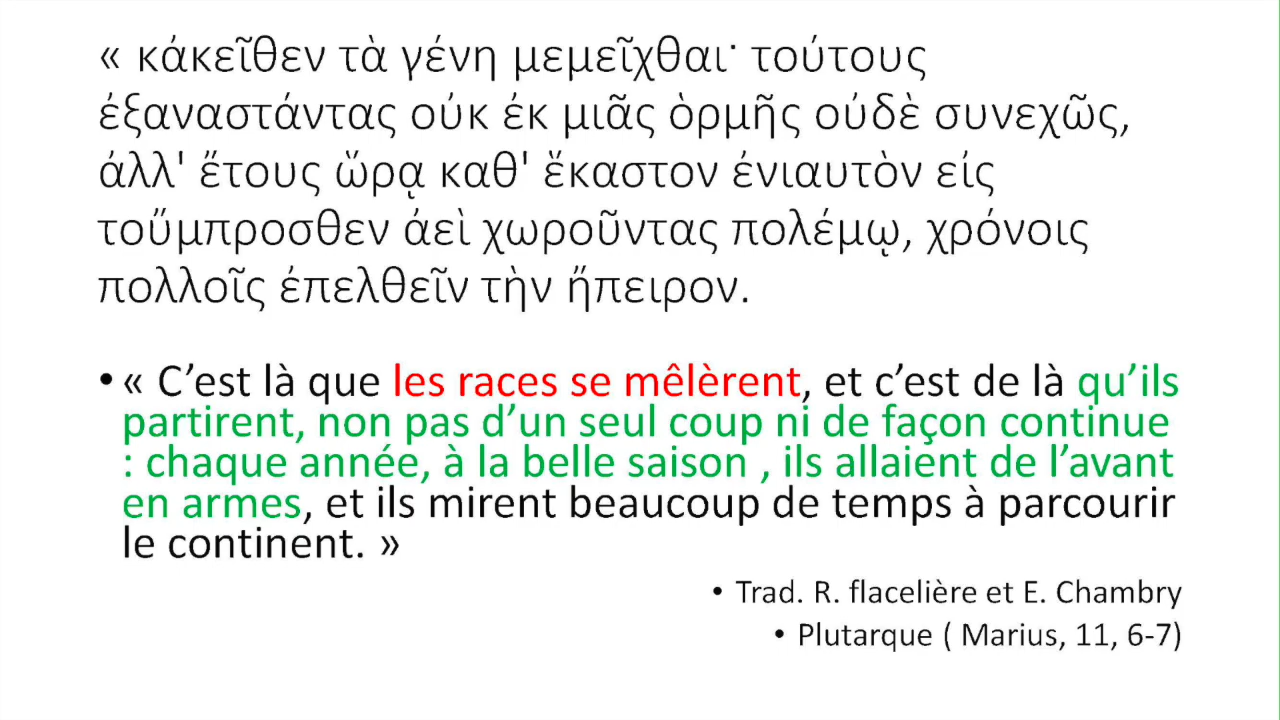 « κἀκεῖθεν τὰ γένη μεμεῖχθαι· τούτους
ἐξαναστάντας οὐκ ἐκ μιᾶς ὁρμῆς οὐδὲ συνεχῶς,
ἀλλ' ἔτους ὥρᾳ καθ' ἕκαστον ἐνιαυτὸν εἰς
τοὔμπροσθεν ἀεὶ χωροῦντας πολέμῳ, χρόνοις
πολλοῖς ἐπελθεῖν τὴν ἤπειρον.
• « C’est là que les races se mêlèrent, et c’est de là qu’ils
partirent, non pas d’un seul coup ni de façon continue
: chaque année, à la belle saison , ils allaient de l’avant
en armes, et ils mirent beaucoup de temps à parcourir
le continent. »
• Trad. R. flacelière et E. Chambry
• Plutarque ( Marius, 11, 6-7)